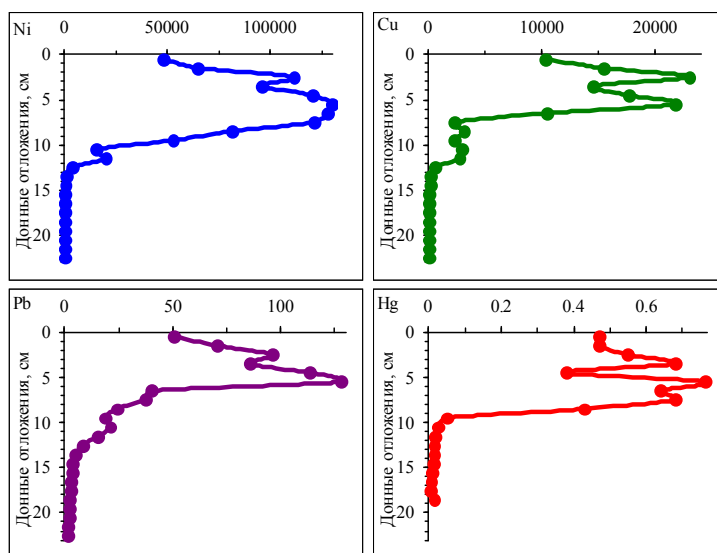 Ni 0 50000 100000
0
5
10
15
20
Донные отложения, см
Cu 0 10000 20000
0
5
10
15
20
Донные отложения, см
Pb 0 50 100
0
5
10
15
20
Донные отложения, см
Hg 0 0.2 0.4 0.6
0
5
10
15
20
Донные отложения, см